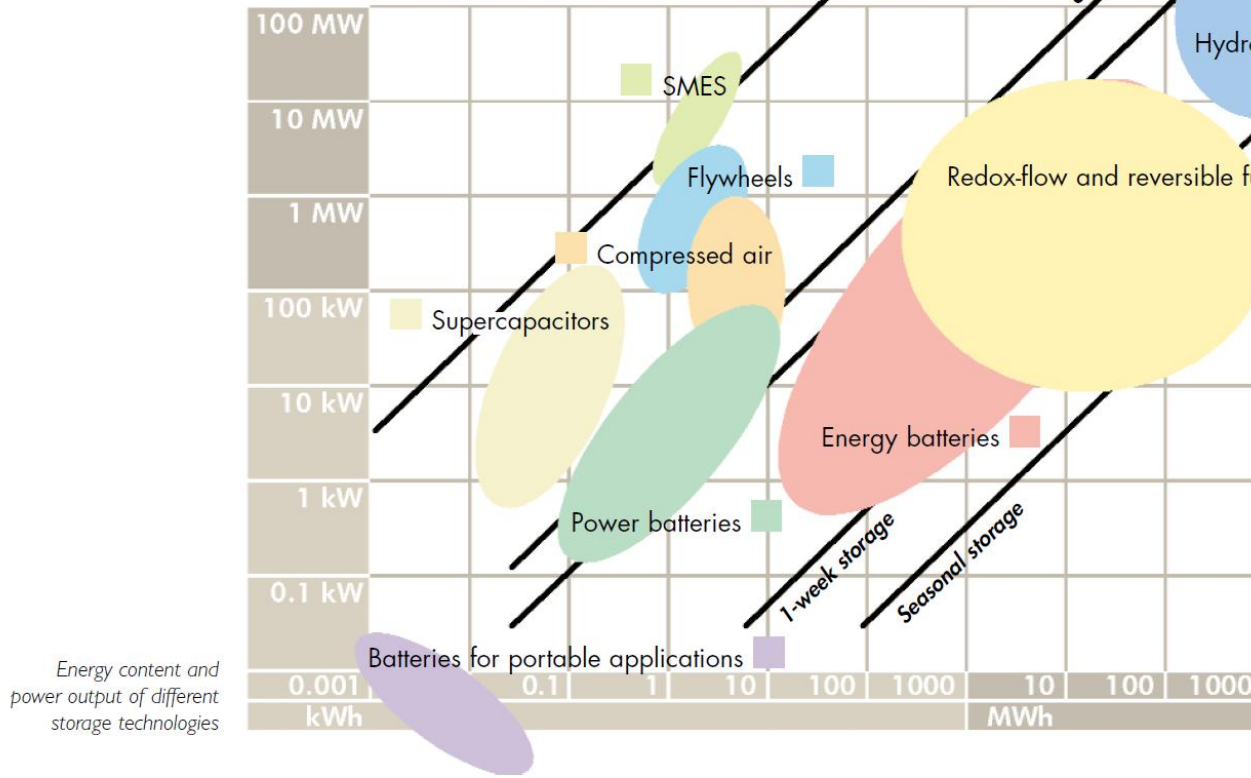 100 MW
Hydro
SMES
10 MW
Flywheels
Redox-flow and reversible f
1 MW
Compressed air
100 kW
Supercapacitors
10 kW
Energy batteries
1 kW
Power batteries
1-week storage
Seasonal storage
0.1 kW
Batteries for portable applications
Energy content and
power output of different
storage technologies
0.001 0.1 1 10 100 1000 10 100 1000
kWh MWh